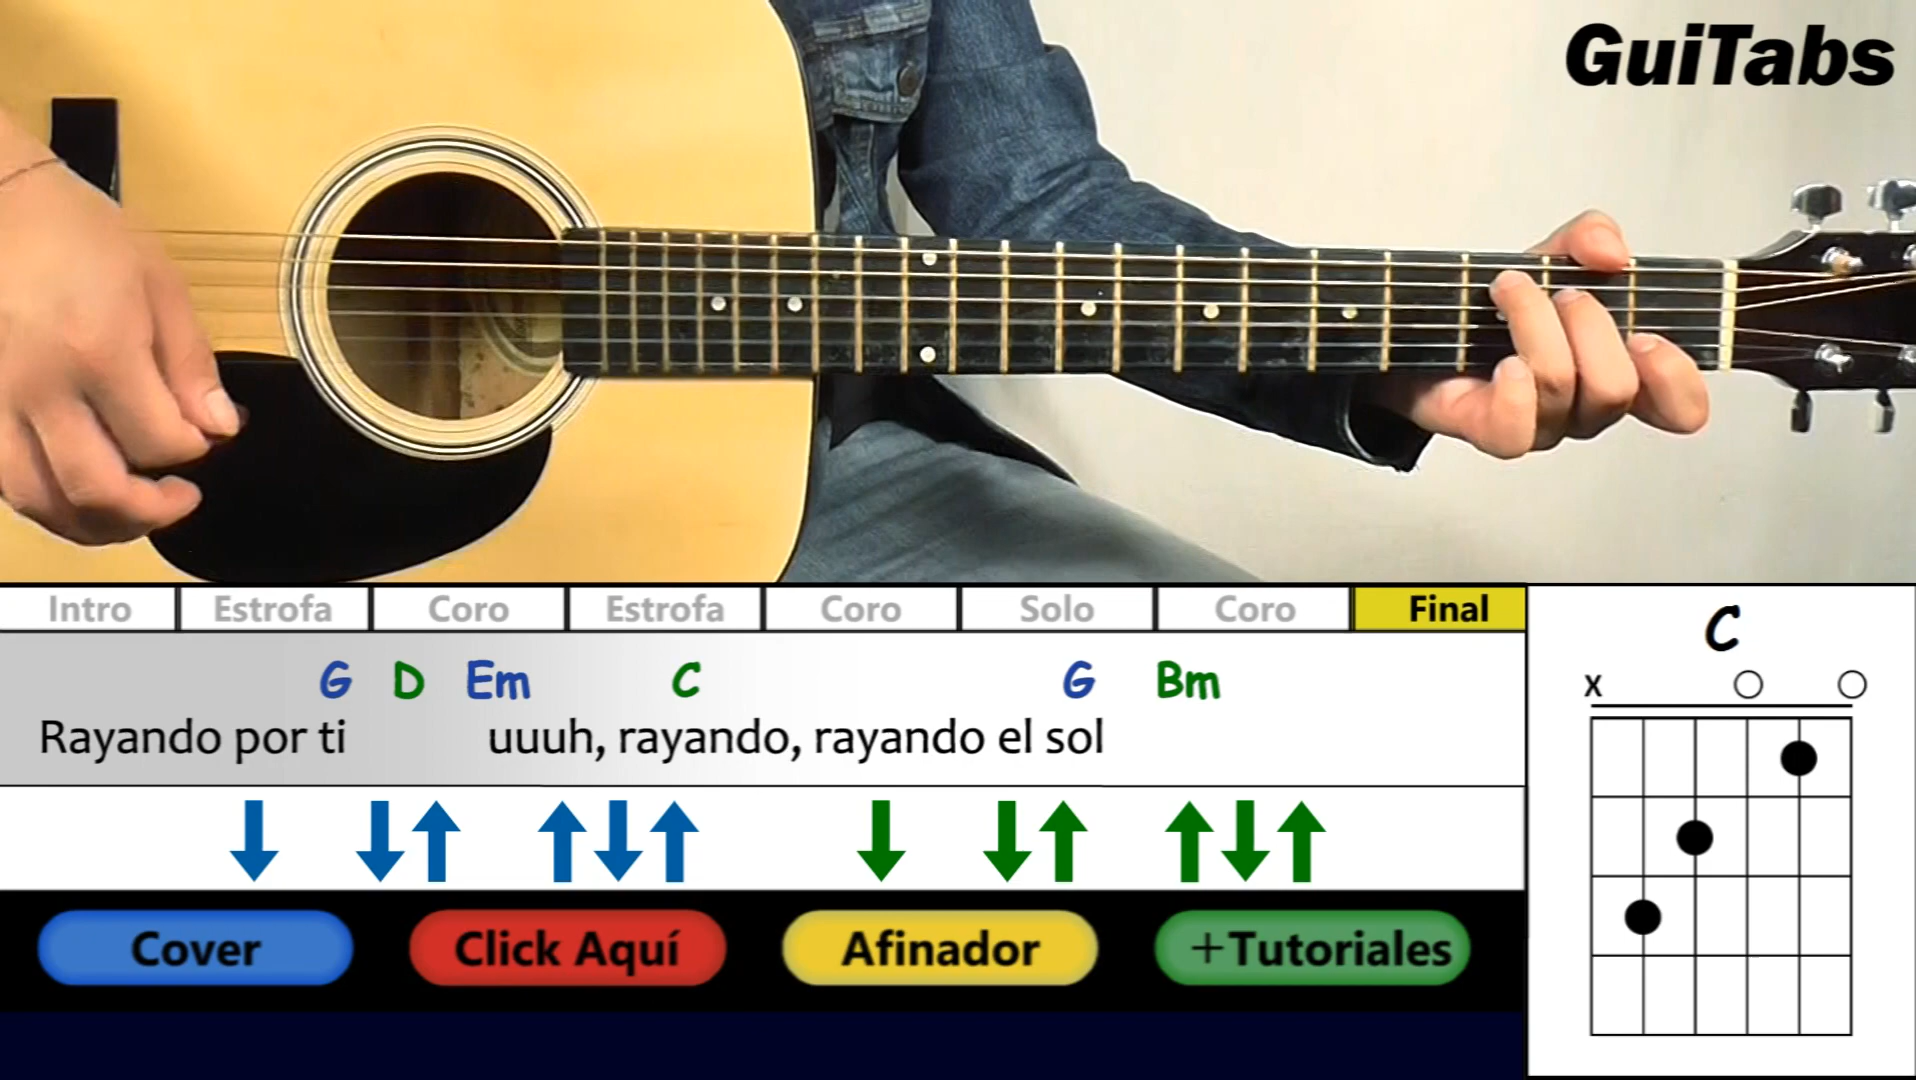 GuiTabs
Intro Estrofa Coro Estrofa Coro Solo Coro Final
C
x
G D Em C G Bm
Rayando por ti uuuh, rayando, rayando el sol
Cover Click Aquí Afinador +Tutoriales